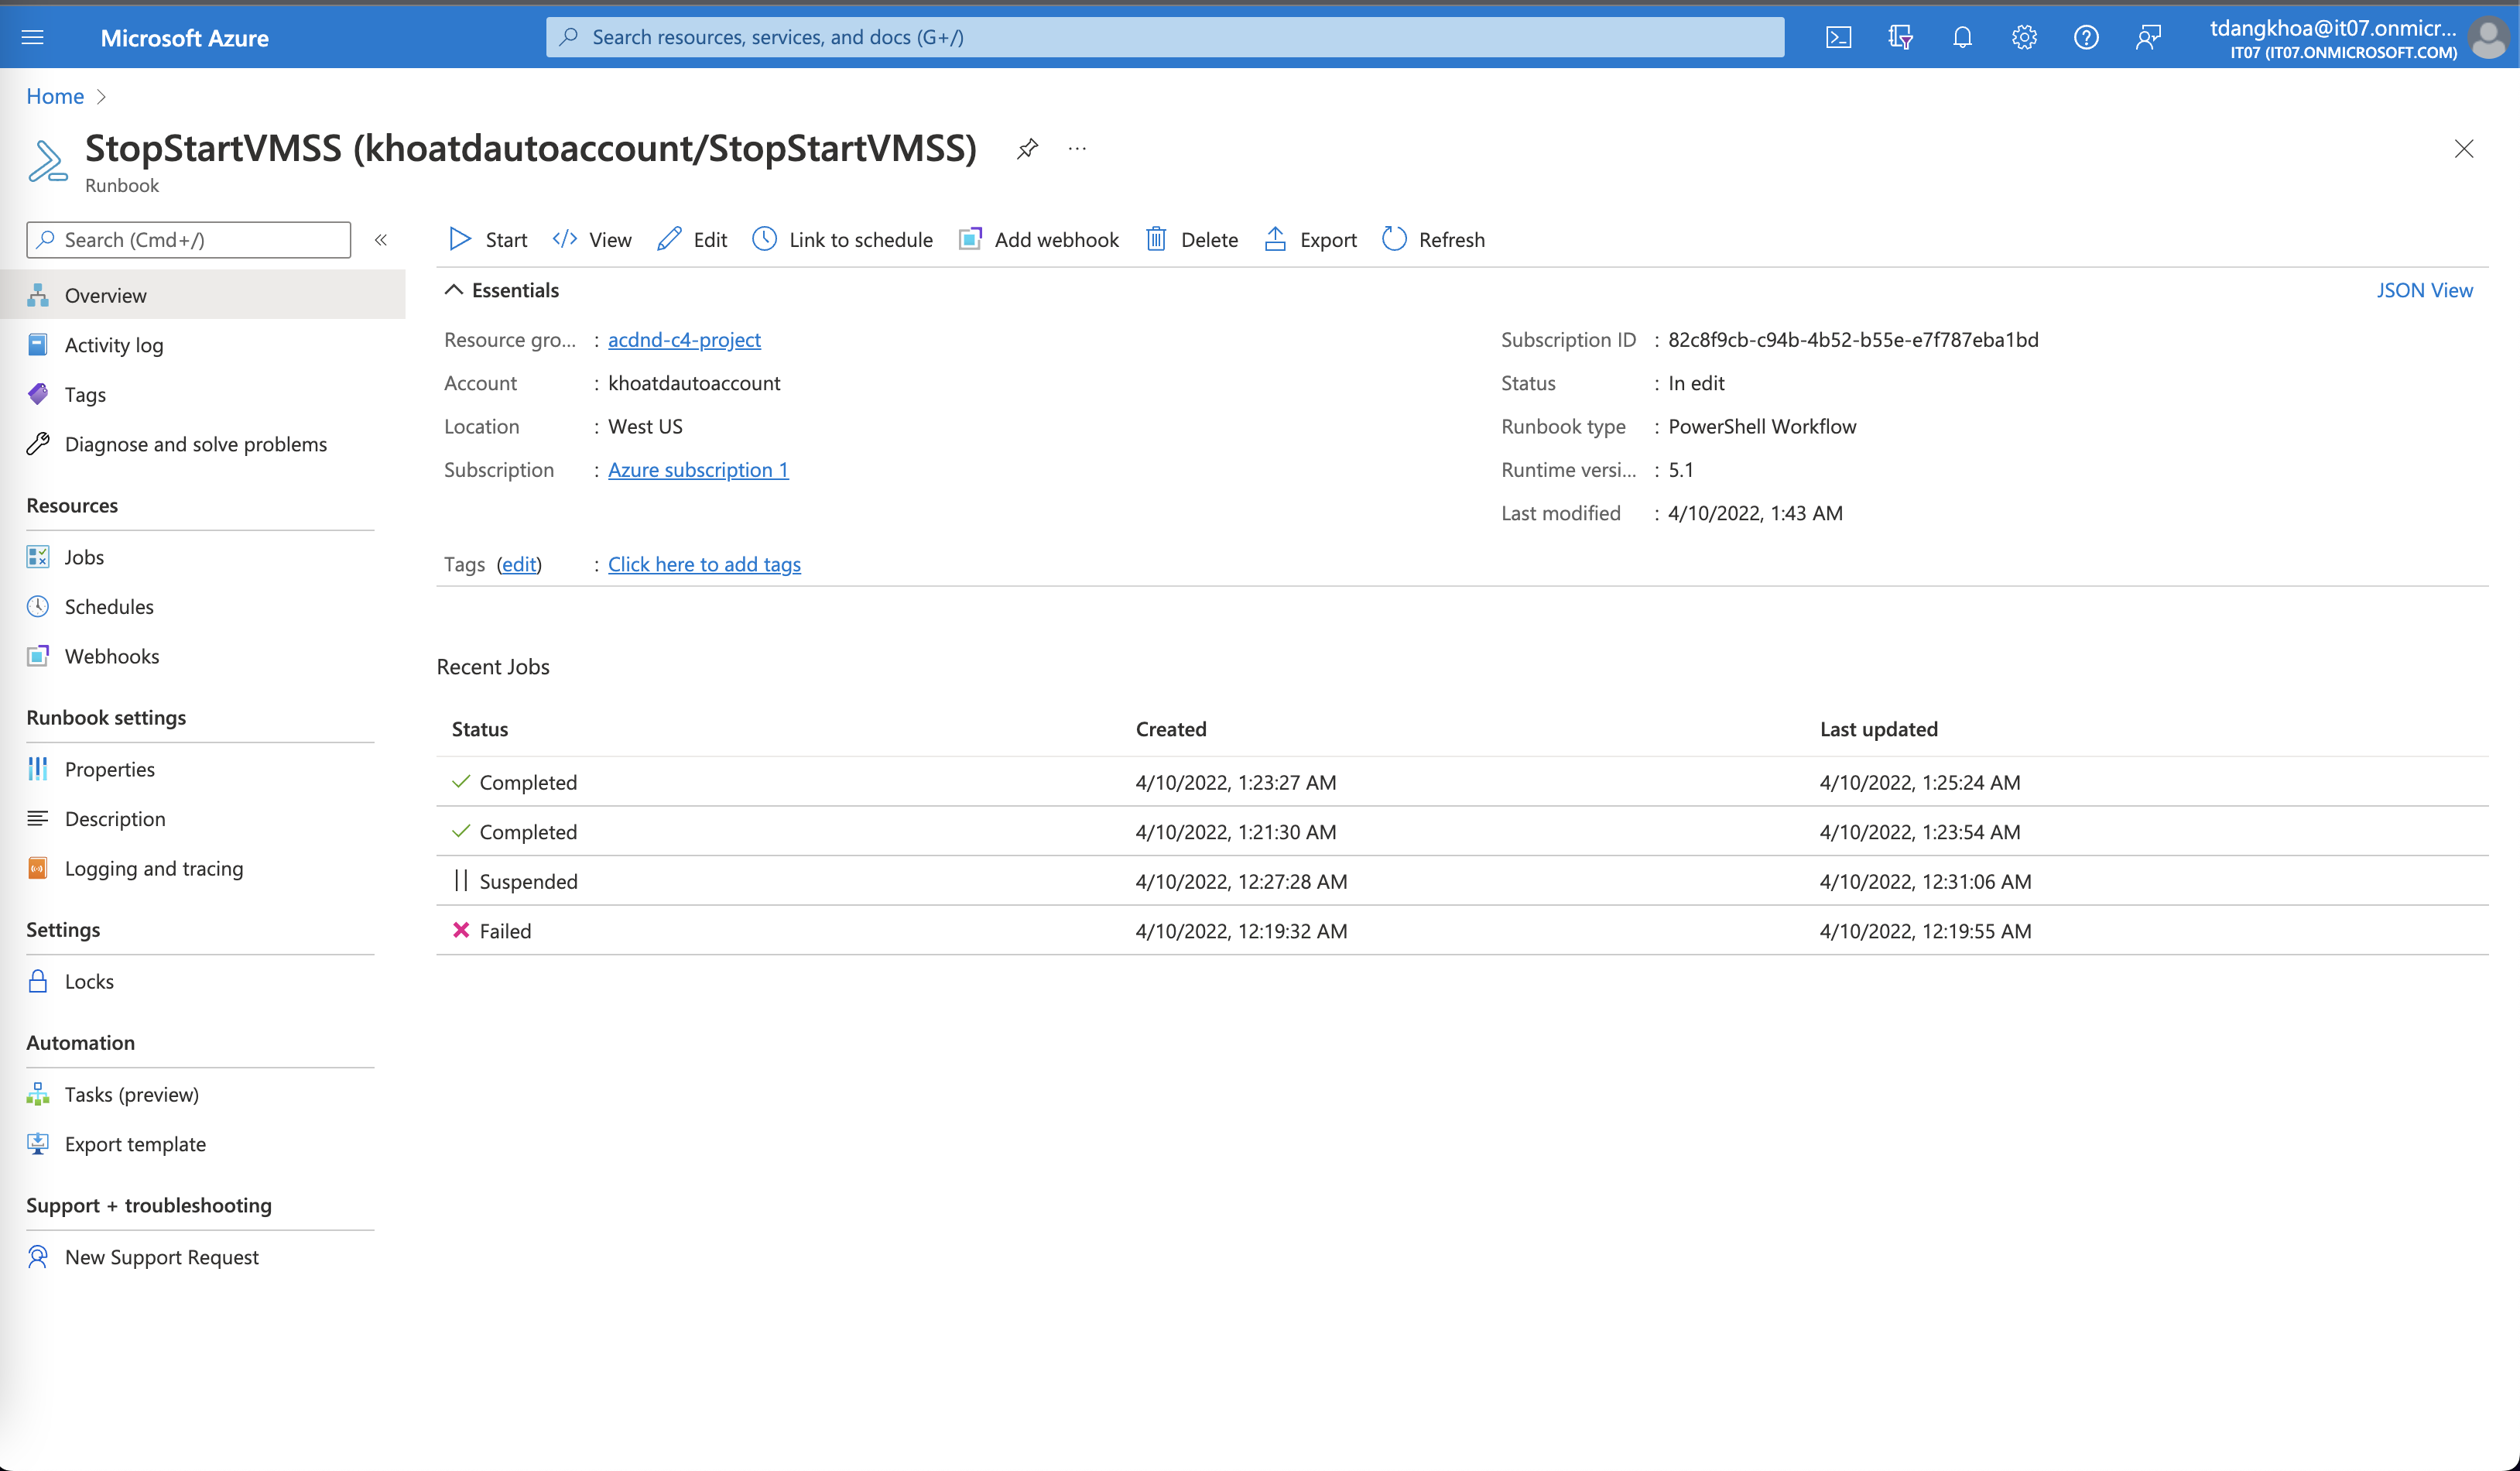 Microsoft Azure
Search resources, services, and docs (G+/)
tdangkhoa@it07.onmicr...
IT07 (IT07.ONMICROSOFT.COM)
Home
StopStartVMSS (khoatdautoaccount/StopStartVMSS)
...
Runbook
Search (Cmd+/)
«
Start
View
Edit
Link to schedule
Add webhook
Delete
Export
Refresh
Overview
Activity log
Tags
Diagnose and solve problems
Resources
Jobs
Schedules
Webhooks
Runbook settings
Properties
Description
Logging and tracing
Settings
Locks
Automation
Tasks (preview)
Export template
Support + troubleshooting
New Support Request
Essentials
JSON View
Resource gro... : acdnd-c4-project
Account : khoatdautoaccount
Location : West US
Subscription : Azure subscription 1
Subscription ID : 82c8f9cb-c94b-4b52-b55e-e7f787eba1bd
Status : In edit
Runbook type : PowerShell Workflow
Runtime versi... : 5.1
Last modified : 4/10/2022, 1:43 AM
Tags (edit) : Click here to add tags
Recent Jobs
Status Created Last updated
Completed 4/10/2022, 1:23:27 AM 4/10/2022, 1:25:24 AM
Completed 4/10/2022, 1:21:30 AM 4/10/2022, 1:23:54 AM
Suspended 4/10/2022, 12:27:28 AM 4/10/2022, 12:31:06 AM
Failed 4/10/2022, 12:19:32 AM 4/10/2022, 12:19:55 AM